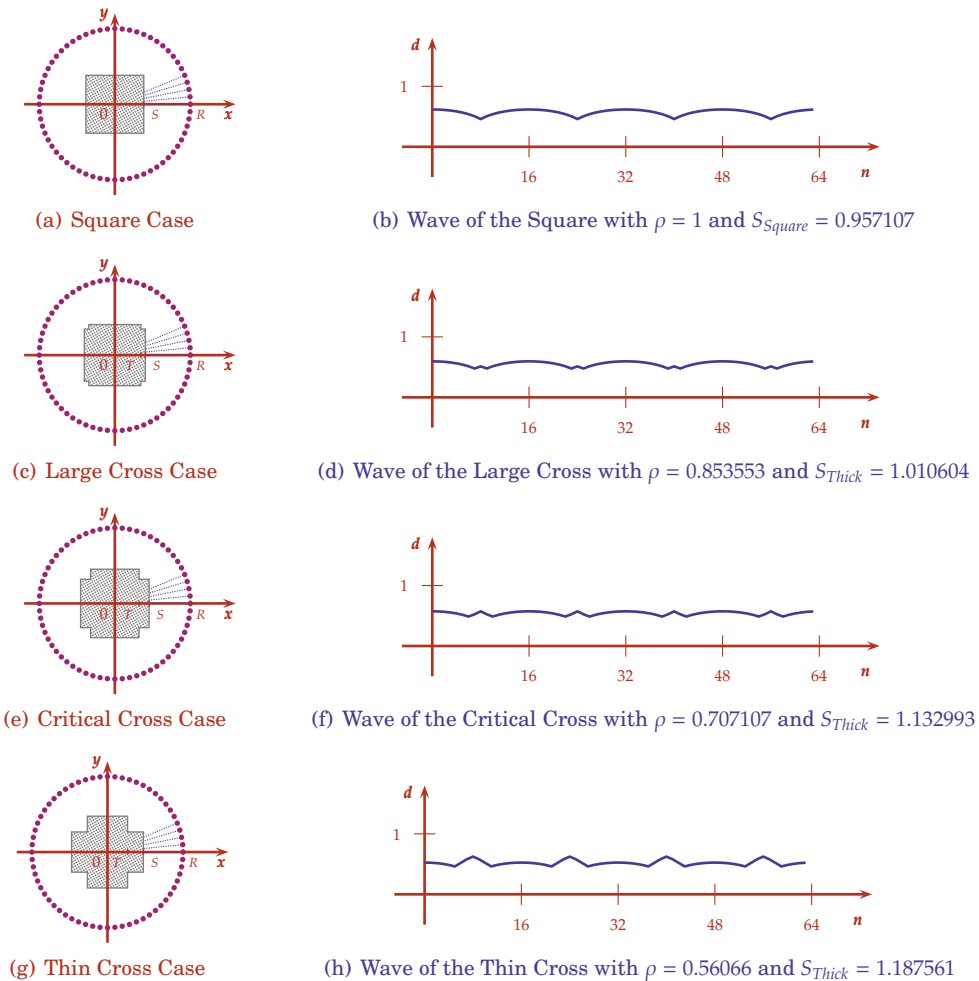 y
0
S
R
x
(a) Square Case
d
1
16
32
48
64
n
(b) Wave of the Square with ρ = 1 and S_Square = 0.957107
y
0
T
S
R
x
(c) Large Cross Case
d
1
16
32
48
64
n
(d) Wave of the Large Cross with ρ = 0.853553 and S_Thick = 1.010604
y
0
T
S
R
x
(e) Critical Cross Case
d
1
16
32
48
64
n
(f) Wave of the Critical Cross with ρ = 0.707107 and S_Thick = 1.132993
y
0
T
S
R
x
(g) Thin Cross Case
d
1
16
32
48
64
n
(h) Wave of the Thin Cross with ρ = 0.56066 and S_Thick = 1.187561